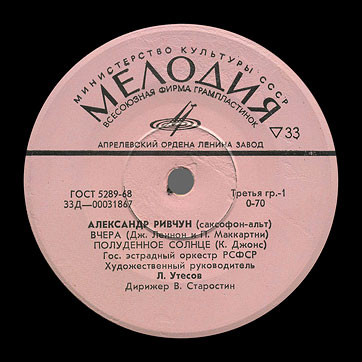 МИНИСТЕРСТВО КУЛЬТУРЫ СССР
МЕЛОДИЯ
ВСЕСОЮЗНАЯ ФИРМА ГРАМПЛАСТИНОК
▽33
АПРЕЛЕВСКИЙ ОРДЕНА ЛЕНИНА ЗАВОД
ГОСТ 5289-68
Третья гр.-1
33Д—00031867
0-70
АЛЕКСАНДР РИВЧУН (саксофон-альт)
ВЧЕРА (Дж. Леннон и П. Маккартни)
ПОЛУДЕННОЕ СОЛНЦЕ (К. Джонс)
Гос. эстрадный оркестр РСФСР
Художественный руководитель
Л. Утесов
Дирижер В. Старостин